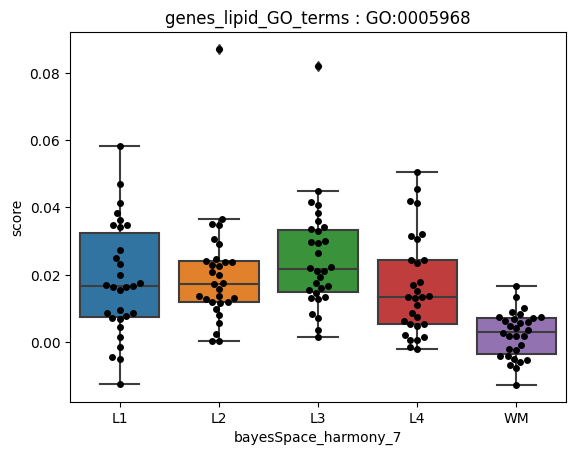 genes_lipid_GO_terms : GO:0005968
0.08
0.06
0.04
0.02
0.00
score
L1 L2 L3 L4 WM
bayesSpace_harmony_7